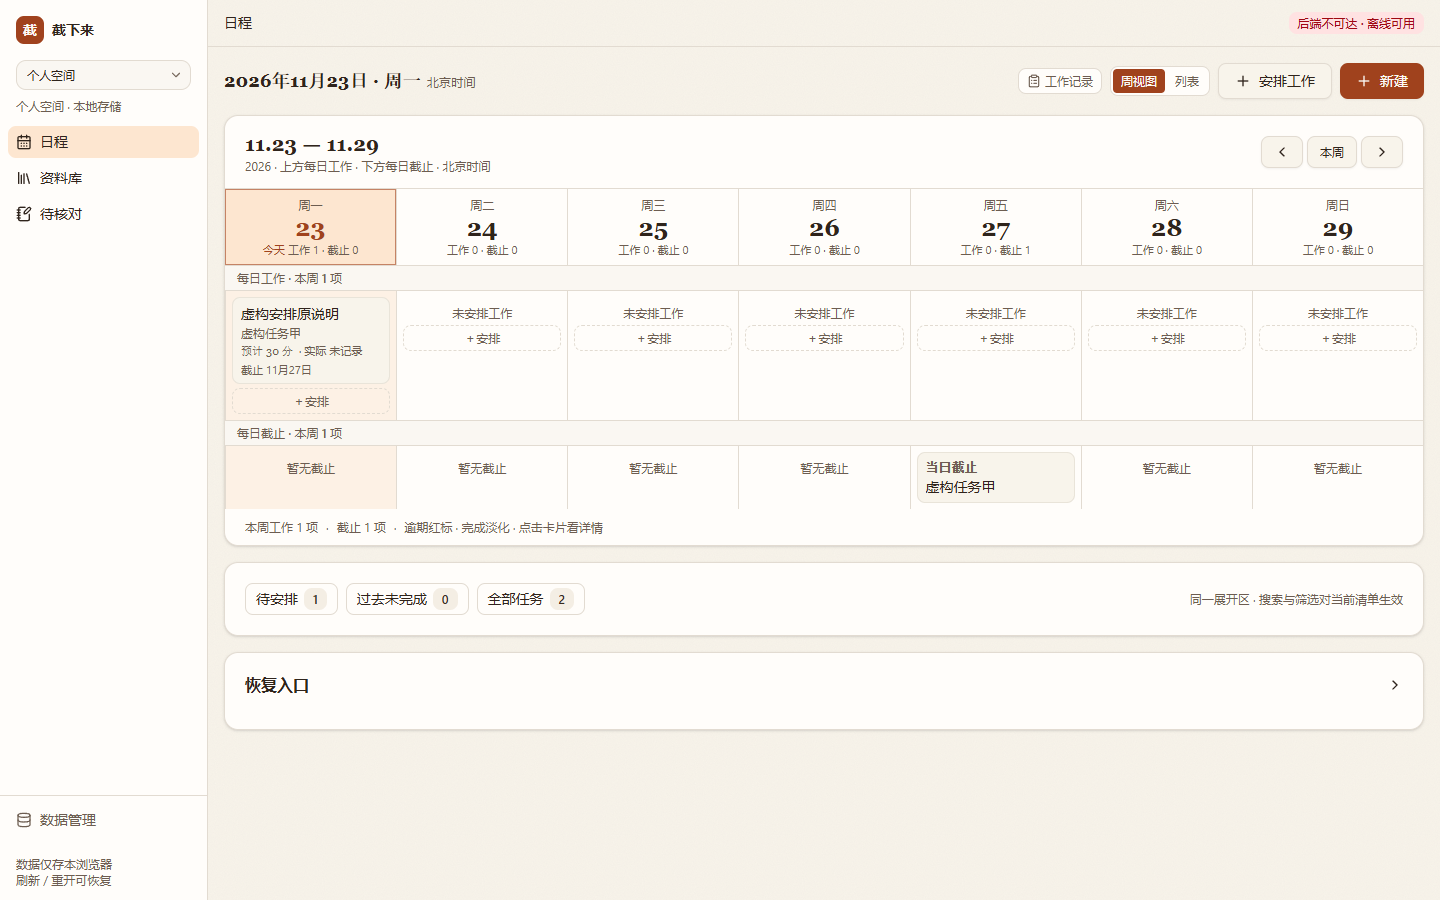 截 截下来
个人空间
个人空间 · 本地存储
日程
资料库
待核对
数据管理
数据仅存本浏览器
刷新 / 重开可恢复
日程
后端不可达 · 离线可用
2026年11月23日 · 周一 北京时间
工作记录
周视图 列表
+ 安排工作
+ 新建
11.23 — 11.29
2026 · 上方每日工作 · 下方每日截止 · 北京时间
本周
周一 周二 周三 周四 周五 周六 周日
23 24 25 26 27 28 29
今天 工作 1 · 截止 0 工作 0 · 截止 0 工作 0 · 截止 0 工作 0 · 截止 0 工作 0 · 截止 1 工作 0 · 截止 0 工作 0 · 截止 0
每日工作 · 本周 1 项
虚构安排原说明
虚构任务甲
预计 30 分 · 实际 未记录
截止 11月27日
+ 安排
未安排工作 未安排工作 未安排工作 未安排工作 未安排工作 未安排工作
+ 安排 + 安排 + 安排 + 安排 + 安排 + 安排
每日截止 · 本周 1 项
暂无截止 暂无截止 暂无截止 暂无截止
当日截止
虚构任务甲
暂无截止 暂无截止
本周工作 1 项 · 截止 1 项 · 逾期红标 · 完成淡化 · 点击卡片看详情
待安排 1 过去未完成 0 全部任务 2
同一展开区 · 搜索与筛选对当前清单生效
恢复入口